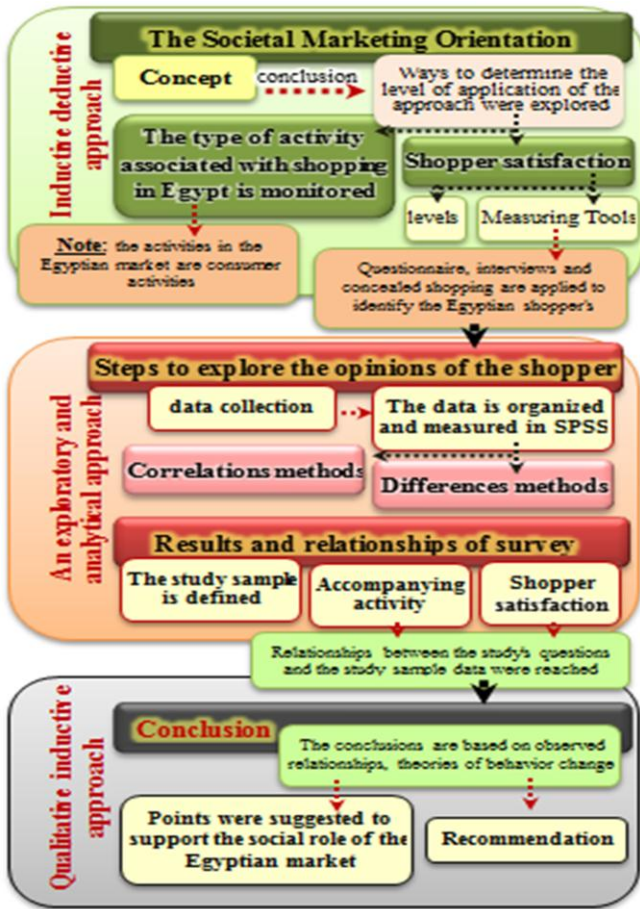 Inductive deductive
approach
The Societal Marketing Orientation
Concept
conclusion
Ways to determine the
level of application of the
approach were explored
The type of activity
associated with shopping
in Egypt is monitored
Shopper satisfaction
levels
Measuring Tools
Note: the activities in the
Egyptian market are consumer
activities
Questionnaire, interviews and
concealed shopping are applied to
identify the Egyptian shopper's
An exploratory and
analytical approach
Steps to explore the opinions of the shopper
data collection
The data is organized
and measured in SPSS
Correlations methods
Differences methods
Results and relationships of survey
The study sample
is defined
Accompanying
activity
Shopper
satisfaction
Relationships between the study's questions
and the study sample data were reached
Qualitative inductive
approach
Conclusion
The conclusions are based on observed
relationships, theories of behavior change
Points were suggested to
support the social role of the
Egyptian market
Recommendation